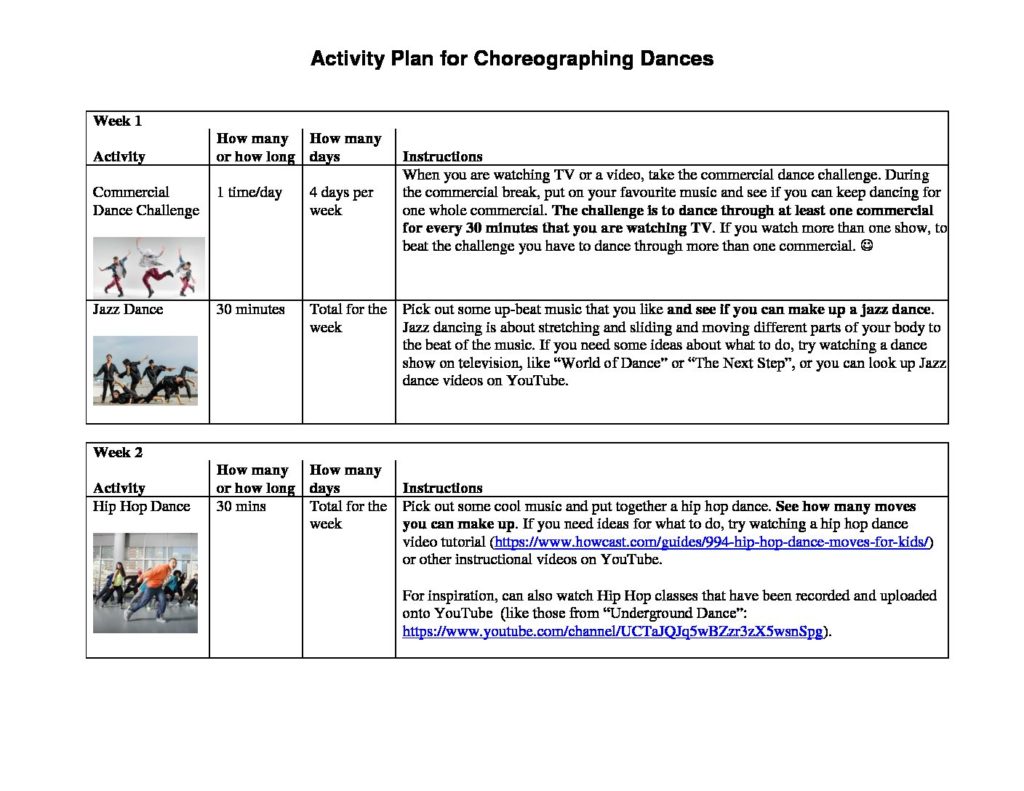 Activity Plan for Choreographing Dances
Week 1
Activity
How many
or how long
How many
days
Instructions
Commercial
Dance Challenge
1 time/day
4 days per
week
When you are watching TV or a video, take the commercial dance challenge. During
the commercial break, put on your favourite music and see if you can keep dancing for
one whole commercial. The challenge is to dance through at least one commercial
for every 30 minutes that you are watching TV. If you watch more than one show, to
beat the challenge you have to dance through more than one commercial. ☺
Jazz Dance
30 minutes
Total for the
week
Pick out some up-beat music that you like and see if you can make up a jazz dance.
Jazz dancing is about stretching and sliding and moving different parts of your body to
the beat of the music. If you need some ideas about what to do, try watching a dance
show on television, like “World of Dance” or “The Next Step”, or you can look up Jazz
dance videos on YouTube.
Week 2
Activity
How many
or how long
How many
days
Instructions
Hip Hop Dance
30 mins
Total for the
week
Pick out some cool music and put together a hip hop dance. See how many moves
you can make up. If you need ideas for what to do, try watching a hip hop dance
video tutorial (https://www.howcast.com/guides/994-hip-hop-dance-moves-for-kids/)
or other instructional videos on YouTube.
For inspiration, can also watch Hip Hop classes that have been recorded and uploaded
onto YouTube (like those from “Underground Dance”:
https://www.youtube.com/channel/UCTaJQJq5wBZzr3zX5wsnSpg).